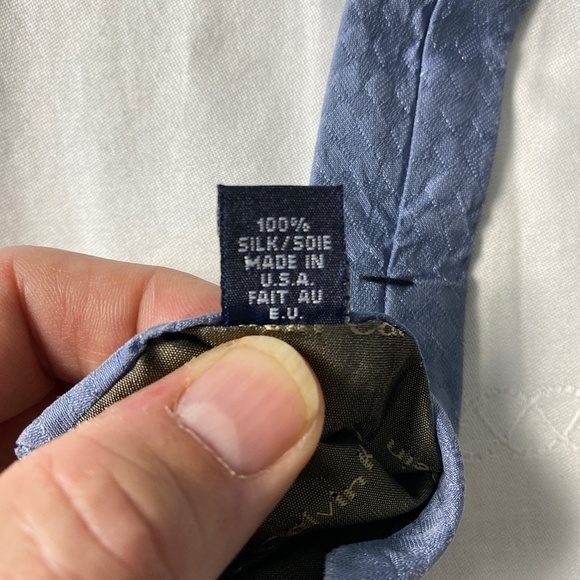 100%
SILK/SOIE
MADE IN
U.S.A.
FAIT AU
E.U.